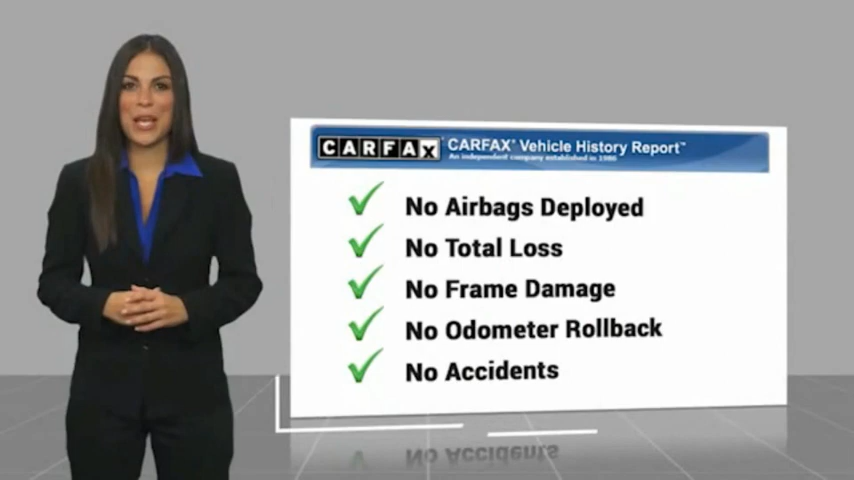 CARFAX CARFAX® Vehicle History Report™
An independent company established in 1986
No Airbags Deployed
No Total Loss
No Frame Damage
No Odometer Rollback
No Accidents
No Accidents